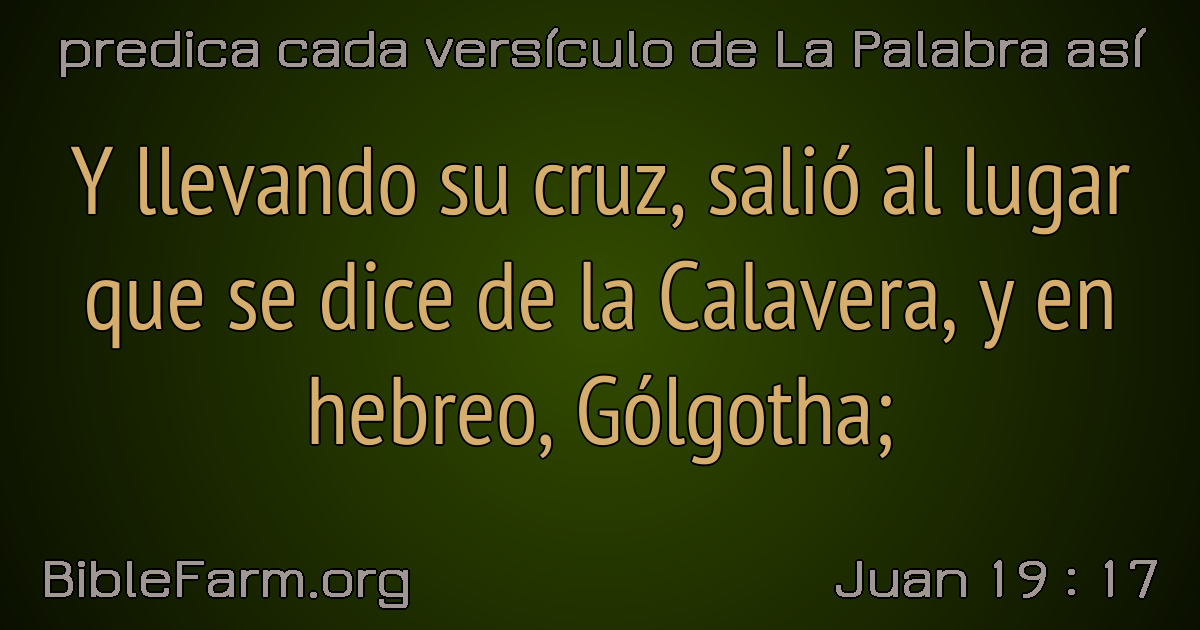 predica cada versículo de La Palabra así
Y llevando su cruz, salió al lugar
que se dice de la Calavera, y en
hebreo, Gólgotha;
BibleFarm.org
Juan 19 : 17